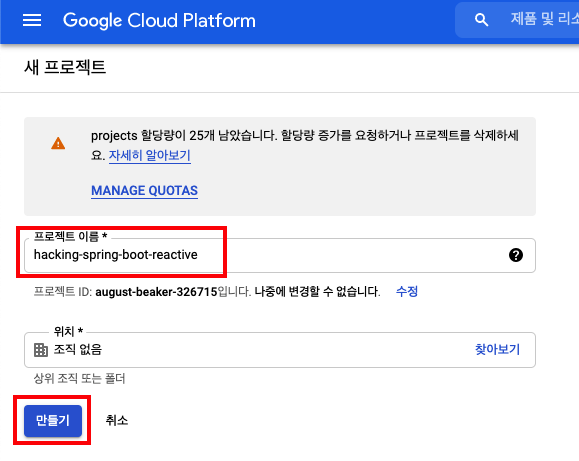 Google Cloud Platform
제품 및 리소
새 프로젝트
projects 할당량이 25개 남았습니다. 할당량 증가를 요청하거나 프로젝트를 삭제하세
요. 자세히 알아보기
MANAGE QUOTAS
프로젝트 이름 *
hacking-spring-boot-reactive
프로젝트 ID: august-beaker-326715입니다. 나중에 변경할 수 없습니다. 수정
위치 *
조직 없음 찾아보기
상위 조직 또는 폴더
만들기 취소